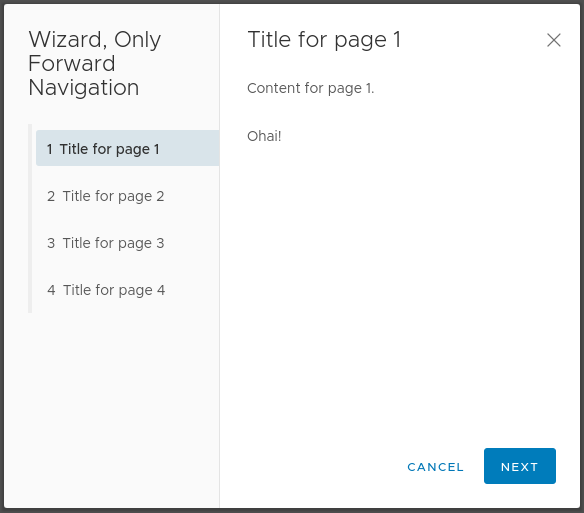 Wizard, Only
Forward
Navigation
1 Title for page 1
2 Title for page 2
3 Title for page 3
4 Title for page 4
Title for page 1
Content for page 1.
Ohai!
CANCEL
NEXT